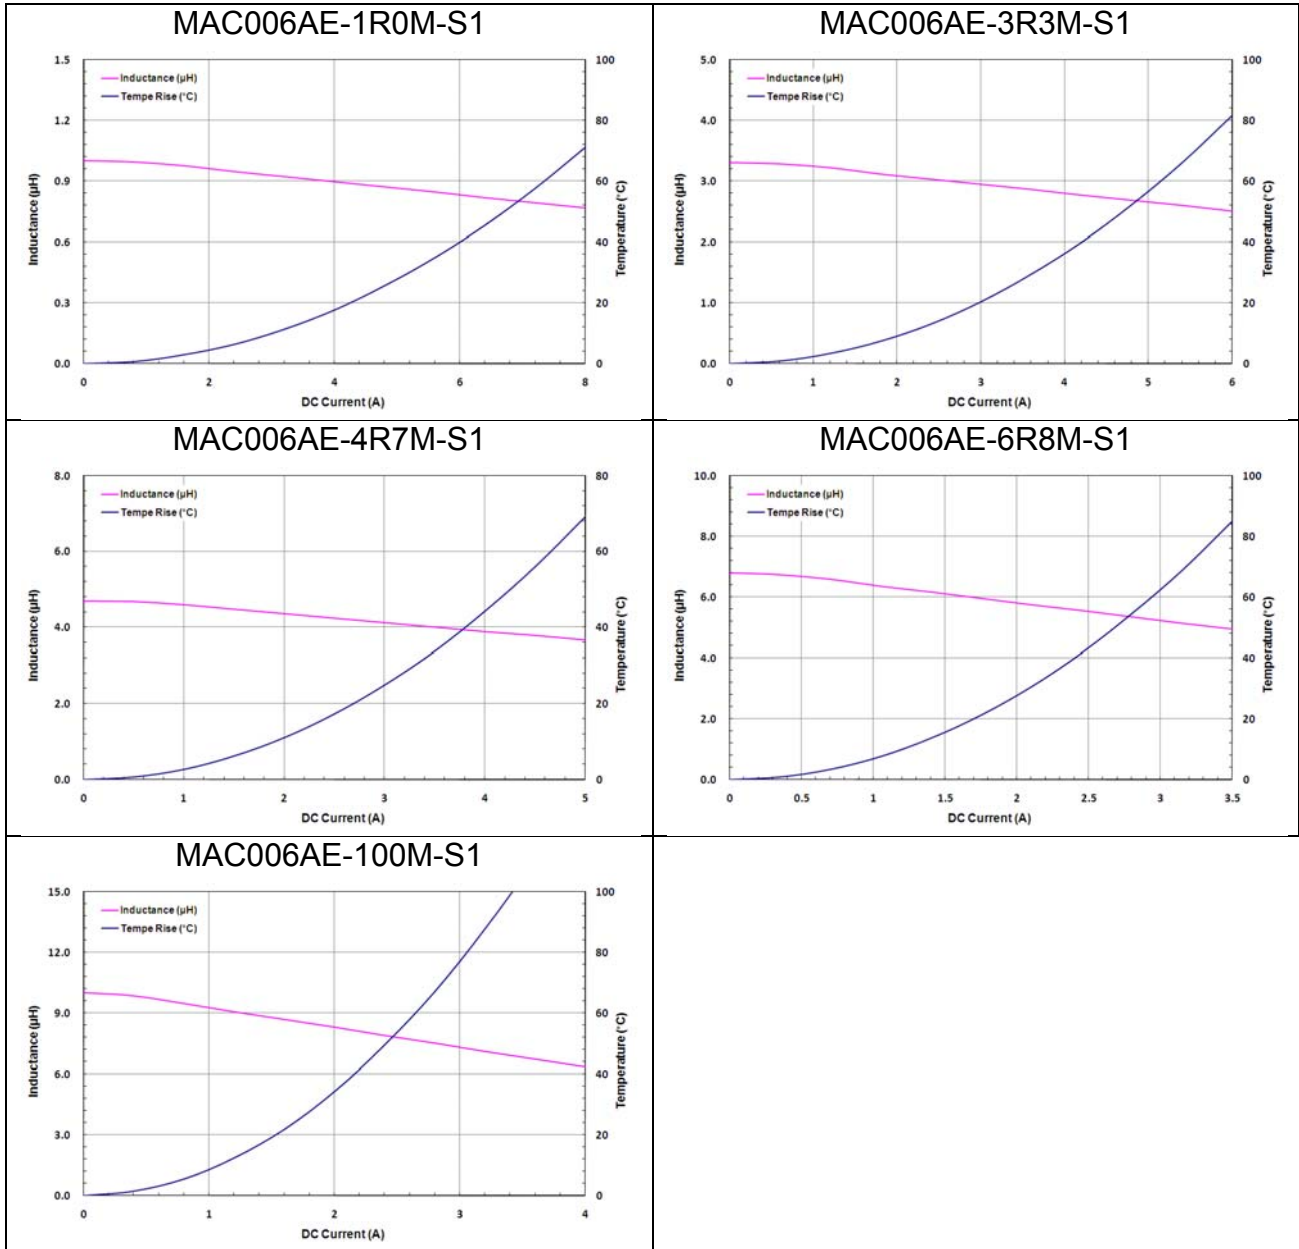 MAC006AE-1R0M-S1
Inductance (µH)
Tempe Rise (°C)
1.5
1.2
0.9
0.6
0.3
0.0
Inductance (µH)
100
80
60
40
20
0
Temperature (°C)
0 2 4 6 8
DC Current (A)
MAC006AE-3R3M-S1
Inductance (µH)
Tempe Rise (°C)
5.0
4.0
3.0
2.0
1.0
0.0
Inductance (µH)
100
80
60
40
20
0
Temperature (°C)
0 1 2 3 4 5 6
DC Current (A)
MAC006AE-4R7M-S1
Inductance (µH)
Tempe Rise (°C)
8.0
6.0
4.0
2.0
0.0
Inductance (µH)
80
60
40
20
0
Temperature (°C)
0 1 2 3 4 5
DC Current (A)
MAC006AE-6R8M-S1
Inductance (µH)
Tempe Rise (°C)
10.0
8.0
6.0
4.0
2.0
0.0
Inductance (µH)
100
80
60
40
20
0
Temperature (°C)
0 0.5 1 1.5 2 2.5 3 3.5
DC Current (A)
MAC006AE-100M-S1
Inductance (µH)
Tempe Rise (°C)
15.0
12.0
9.0
6.0
3.0
0.0
Inductance (µH)
100
80
60
40
20
0
Temperature (°C)
0 1 2 3 4
DC Current (A)